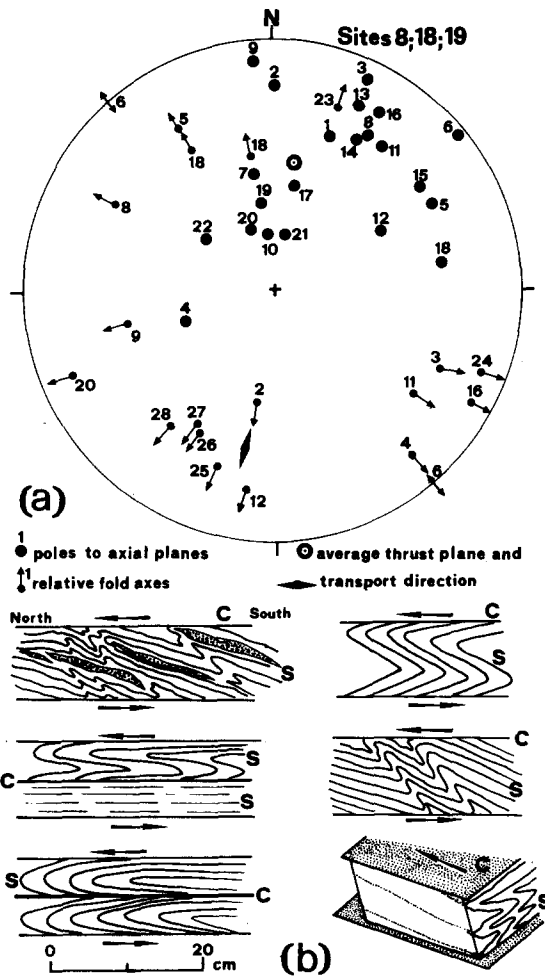 N
Sites 8;18;19
9
2
3
6
13
23
16
5
1
8
6
18
18
14
11
7
15
17
5
8
19
22
20
12
10
21
18
4
9
3
24
20
11
16
2
28
27
26
4
6
25
12
(a)
1
poles to axial planes
average thrust plane and
1
relative fold axes
transport direction
North
C
South
C
S
S
C
S
C
S
S
S
C
C
S
0
20
cm
(b)